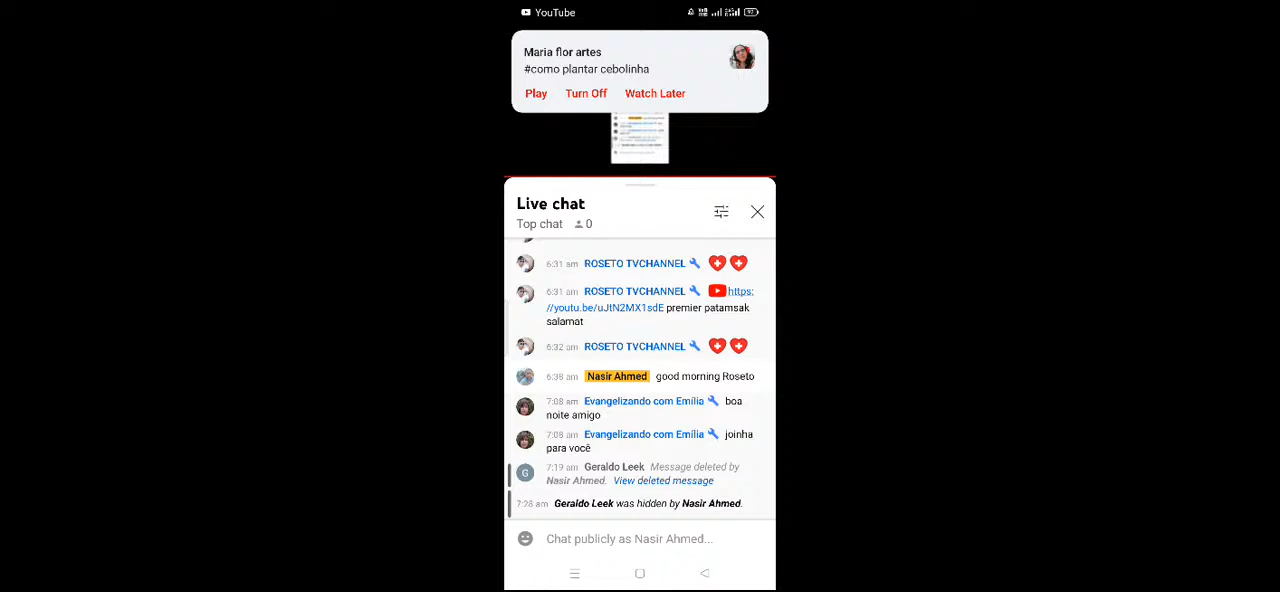 YouTube
Maria flor artes
#como plantar cebolinha
Play Turn Off Watch Later
Live chat
Top chat 0
6:31 am ROSETO TVCHANNEL
6:31 am ROSETO TVCHANNEL https:
//youtu.be/uJtN2MX1sdE premier patamsak
salamat
6:32 am ROSETO TVCHANNEL
6:38 am Nasir Ahmed good morning Roseto
7:08 am Evangelizando com Emília boa
noite amigo
7:08 am Evangelizando com Emília joinha
para você
G 7:19 am Geraldo Leek Message deleted by
Nasir Ahmed. View deleted message
7:28 am Geraldo Leek was hidden by Nasir Ahmed.
Chat publicly as Nasir Ahmed...